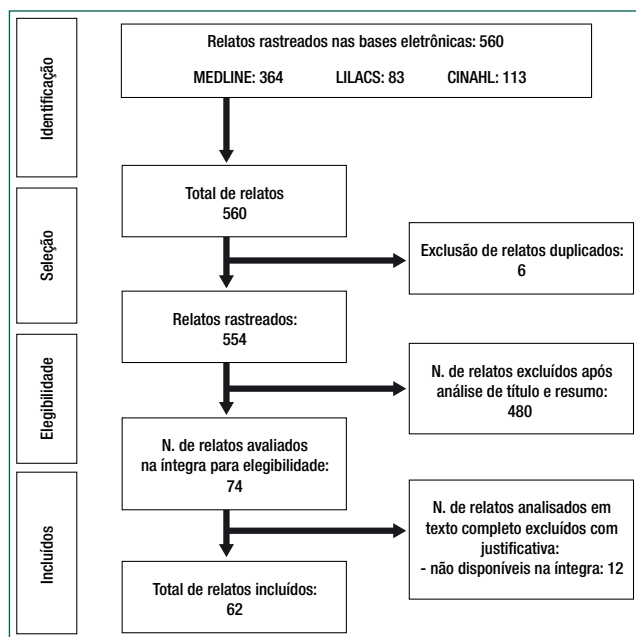 Identificação
Relatos rastreados nas bases eletrônicas: 560
MEDLINE: 364 LILACS: 83 CINAHL: 113
Seleção
Total de relatos
560
Exclusão de relatos duplicados:
6
Relatos rastreados:
554
Elegibilidade
N. de relatos excluídos após
análise de título e resumo:
480
N. de relatos avaliados
na íntegra para elegibilidade:
74
Incluídos
N. de relatos analisados em
texto completo excluídos com
justificativa:
- não disponíveis na íntegra: 12
Total de relatos incluídos:
62